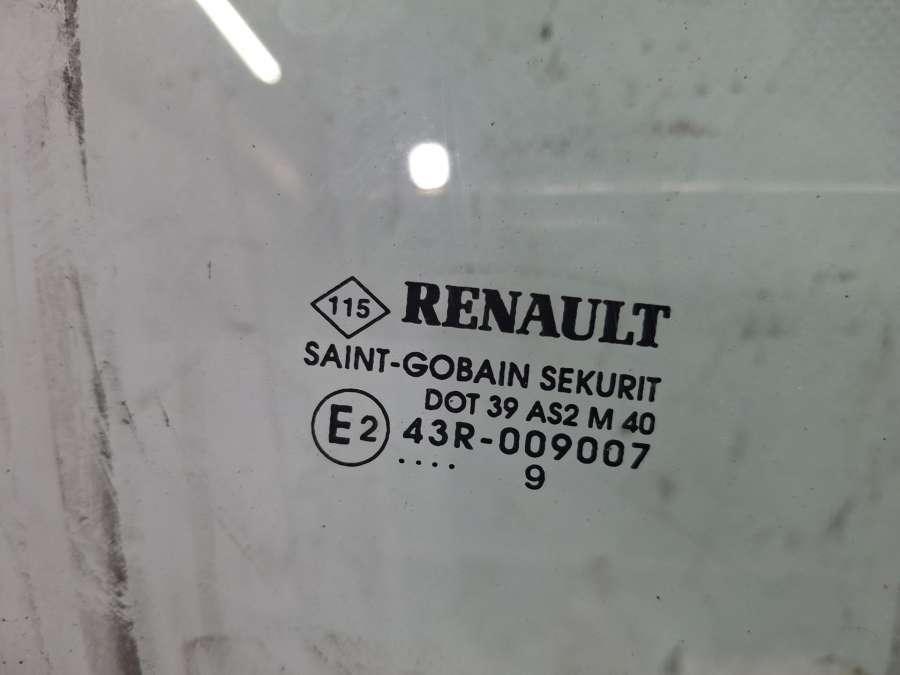 115 RENAULT
SAINT-GOBAIN SEKURIT
DOT 39 AS2 M 40
E2 43R-009007
.... 9